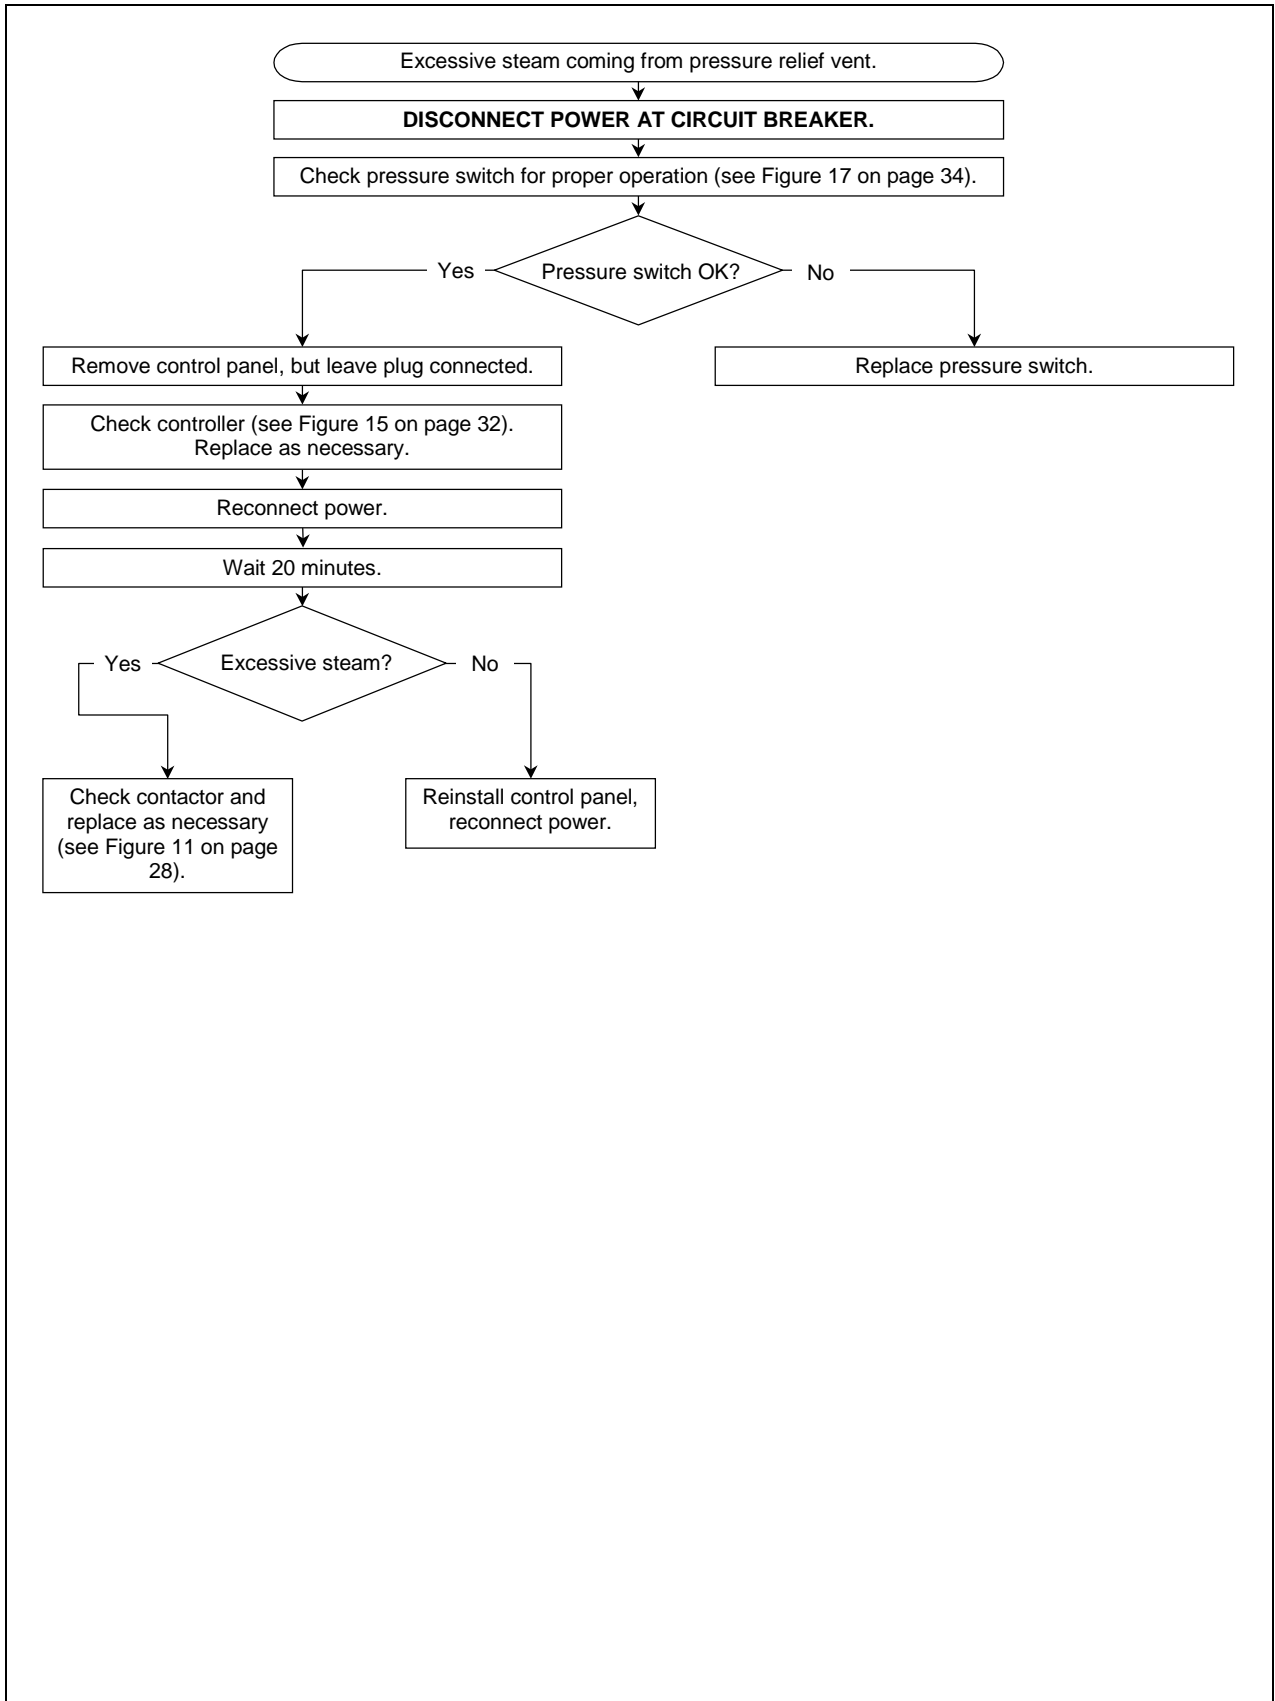 Excessive steam coming from pressure relief vent.
DISCONNECT POWER AT CIRCUIT BREAKER.
Check pressure switch for proper operation (see Figure 17 on page 34).
Yes
Pressure switch OK?
No
Remove control panel, but leave plug connected.
Replace pressure switch.
Check controller (see Figure 15 on page 32).
Replace as necessary.
Reconnect power.
Wait 20 minutes.
Yes
Excessive steam?
No
Check contactor and
replace as necessary
(see Figure 11 on page
28).
Reinstall control panel,
reconnect power.